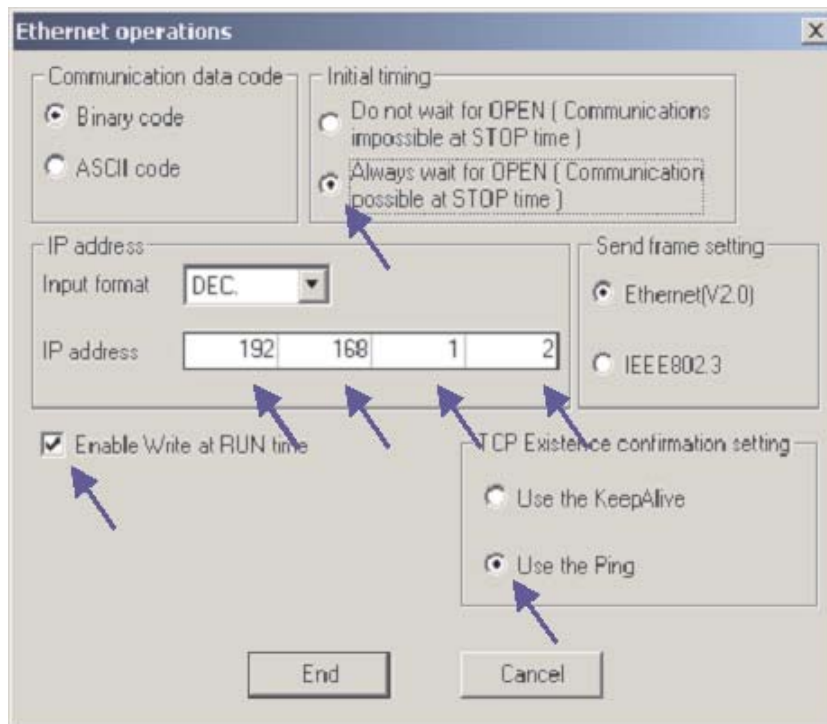 Ethernet operations
Communication data code
Binary code
ASCII code
Initial timing
Do not wait for OPEN ( Communications
impossible at STOP time )
Always wait for OPEN ( Communication
possible at STOP time )
IP address
Input format
DEC.
IP address
192 168 1 2
Send frame setting
Ethernet(V2.0)
IEEE802.3
Enable Write at RUN time
TCP Existence confirmation setting
Use the KeepAlive
Use the Ping
End
Cancel